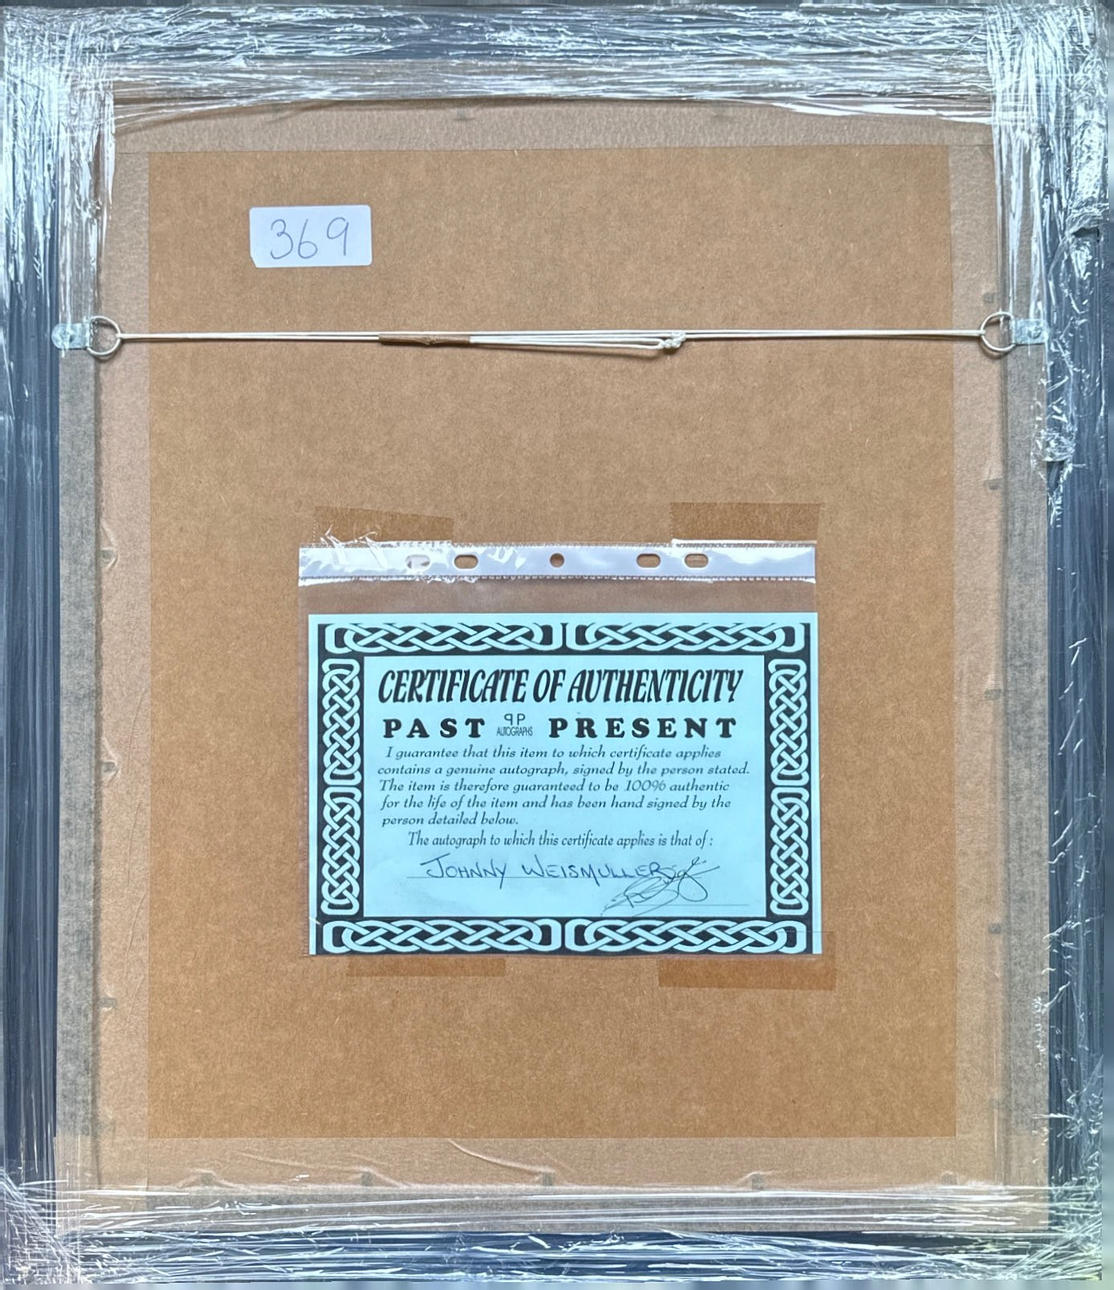 369
CERTIFICATE OF AUTHENTICITY
PAST PP AUTOGRAPHS PRESENT
I guarantee that this item to which certificate applies
contains a genuine autograph, signed by the person stated.
The item is therefore guaranteed to be 100% authentic
for the life of the item and has been hand signed by the
person detailed below.
The autograph to which this certificate applies is that of :
JOHNNY WEISMULLER